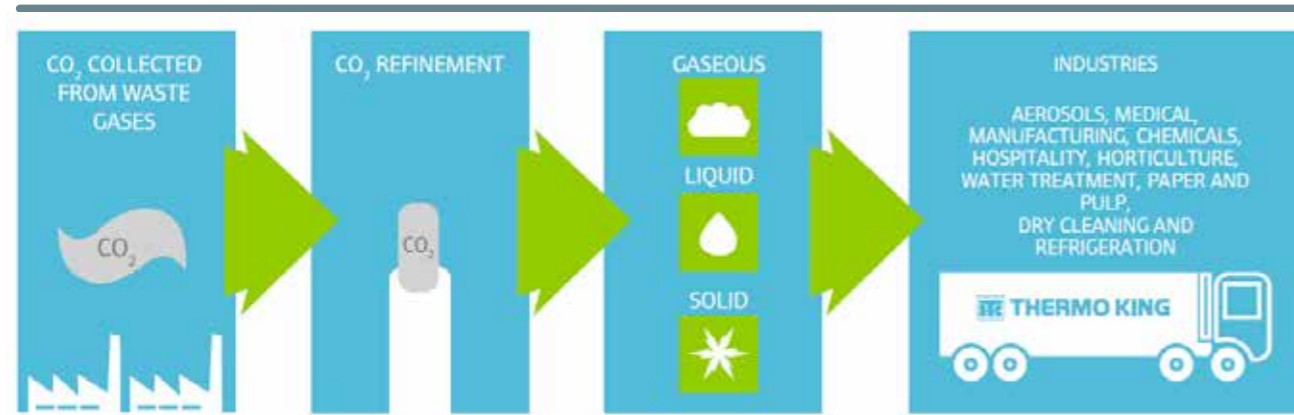 CO₂ COLLECTED
FROM WASTE
GASES
CO₂
CO₂ REFINEMENT
CO₂
GASEOUS
LIQUID
SOLID
INDUSTRIES
AEROSOLS, MEDICAL,
MANUFACTURING, CHEMICALS,
HOSPITALITY, HORTICULTURE,
WATER TREATMENT, PAPER AND
PULP,
DRY CLEANING AND
REFRIGERATION
THERMO KING